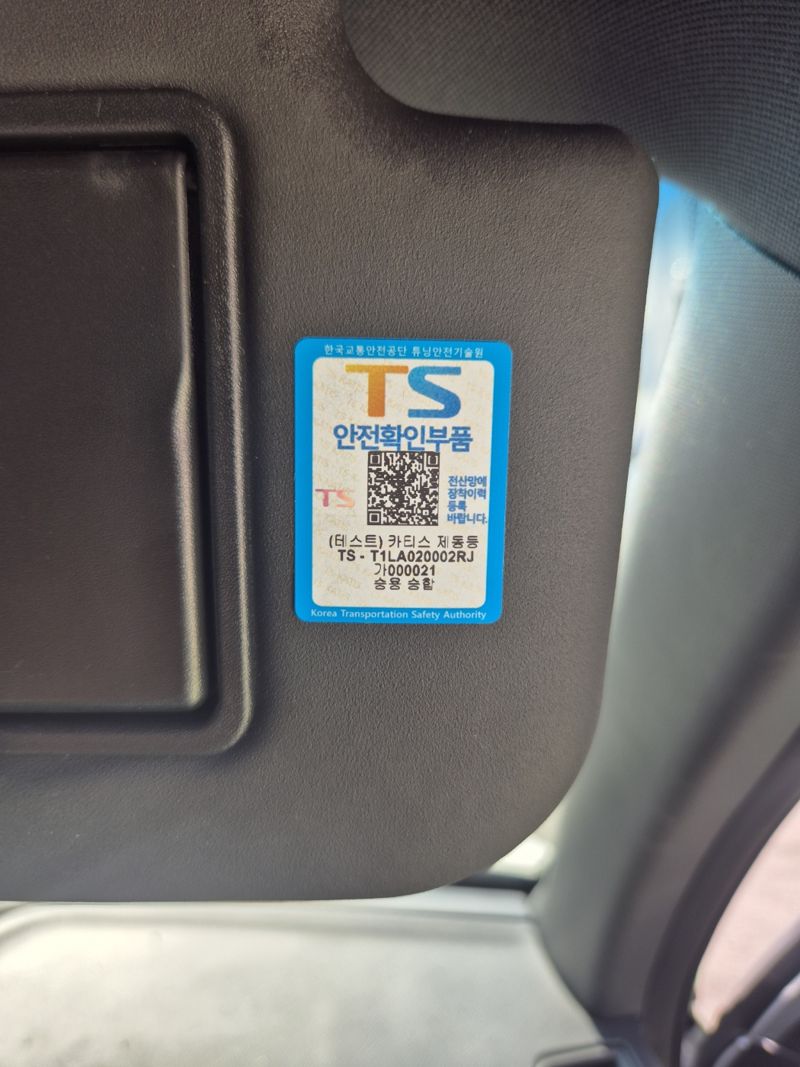 한국교통안전공단 튜닝안전기술원
TS
안전확인부품
TS
전산망에
장착이력
등록
바랍니다.
(테스트) 카티스 제동등
TS - T1LA020002RJ
가000021
승용 승합
Korea Transportation Safety Authority